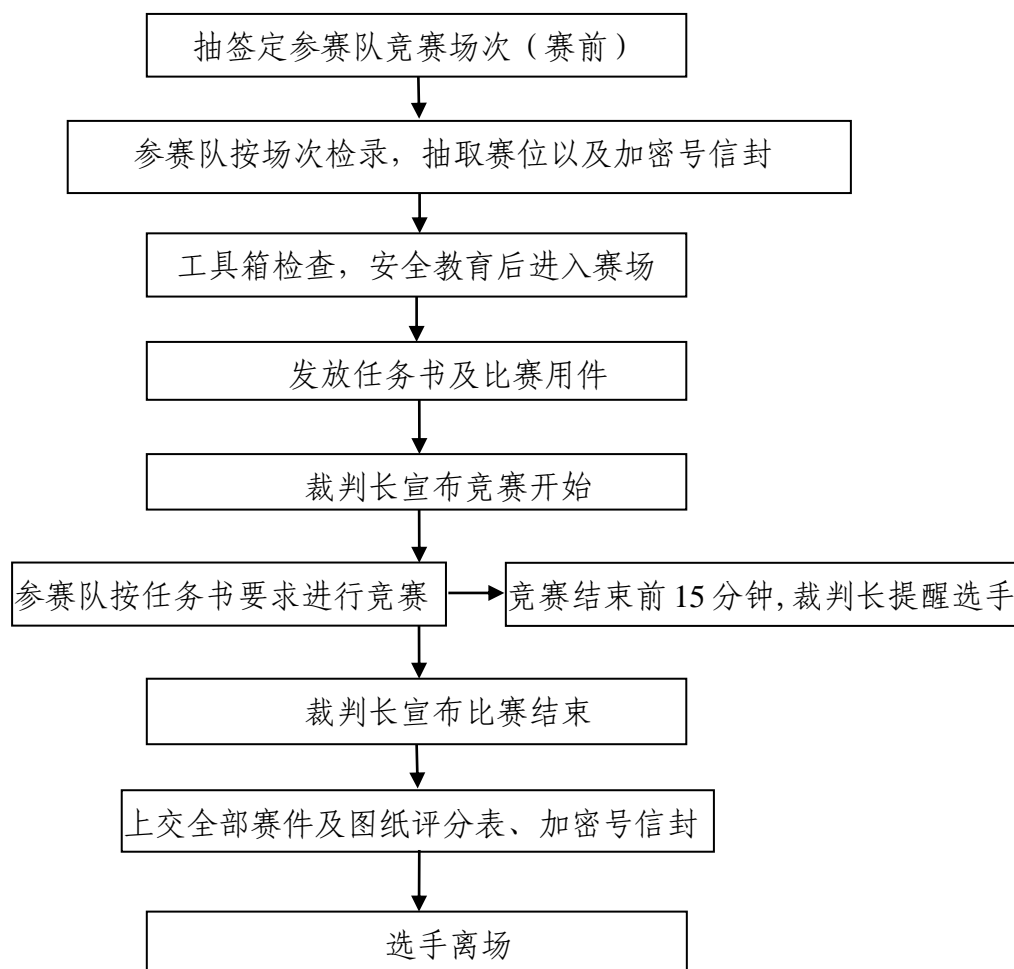 抽签定参赛队竞赛场次（赛前）
参赛队按场次检录，抽取赛位以及加密号信封
工具箱检查，安全教育后进入赛场
发放任务书及比赛用件
裁判长宣布竞赛开始
参赛队按任务书要求进行竞赛
竞赛结束前 15 分钟，裁判长提醒选手
裁判长宣布比赛结束
上交全部赛件及图纸评分表、加密号信封
选手离场